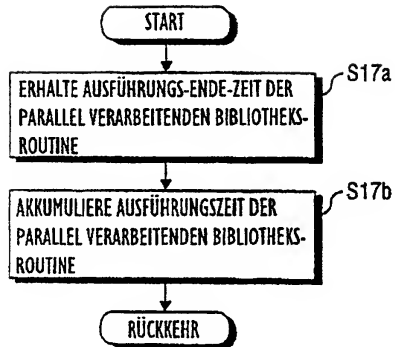 START
S17a
ERHALTE AUSFÜHRUNGS-ENDE-ZEIT DER
PARALLEL VERARBEITENDEN BIBLIOTHEKS-
ROUTINE
S17b
AKKUMULIERE AUSFÜHRUNGSZEIT DER
PARALLEL VERARBEITENDEN BIBLIOTHEKS-
ROUTINE
RÜCKKEHR